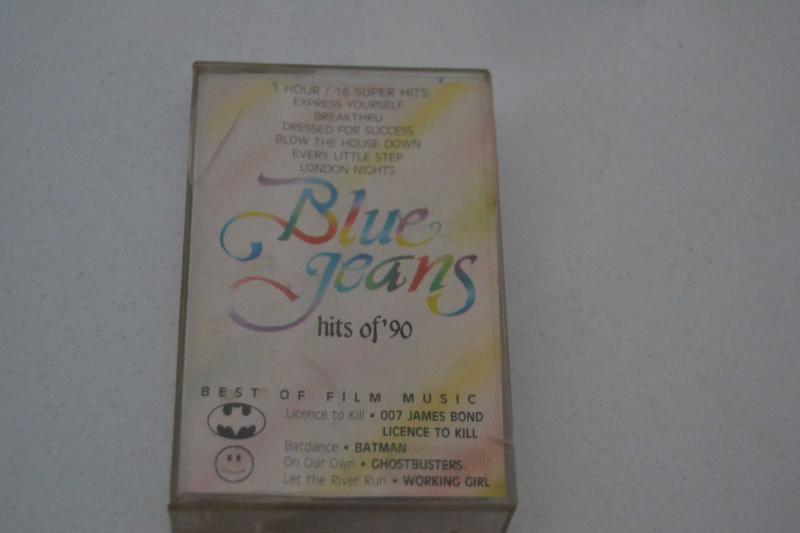 1 HOUR / 16 SUPER HITS
EXPRESS YOURSELF
BREAKTHRU
DRESSED FOR SUCCESS
BLOW THE HOUSE DOWN
EVERY LITTLE STEP
LONDON NIGHTS
Blue
jeans
hits of '90
BEST OF FİLM MUSIC
Licence to Kill • 007 JAMES BOND
LICENCE TO KILL
Batdance • BATMAN
On Our Own • GHOSTBUSTERS
Let the River Run • WORKING GIRL